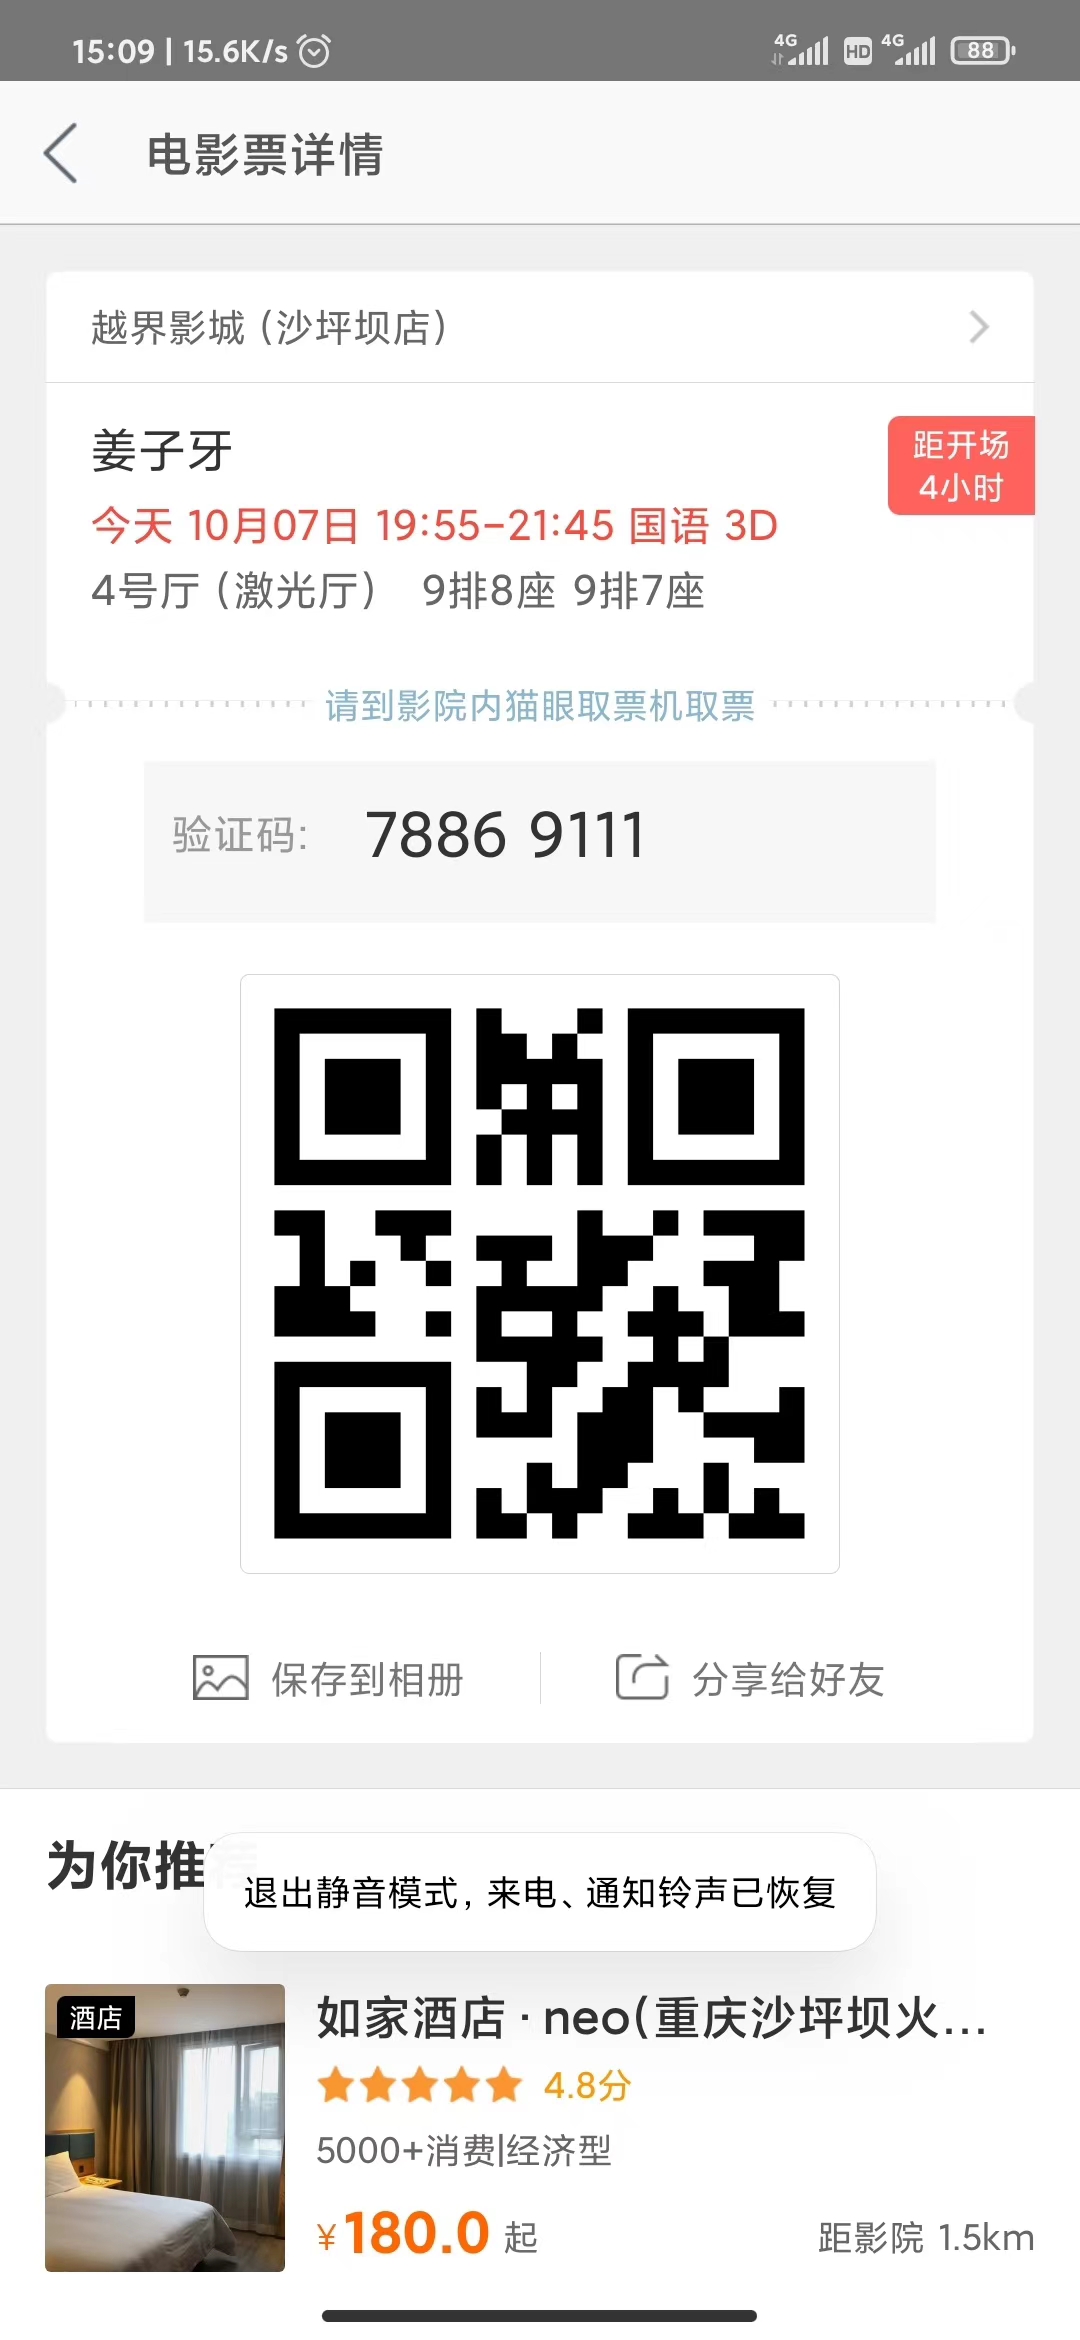 15:09 | 15.6K/s
4G HD 4G 88
电影票详情
越界影城（沙坪坝店）
姜子牙
距开场
4小时
今天 10月07日 19:55-21:45 国语 3D
4号厅（激光厅） 9排8座 9排7座
请到影院内猫眼取票机取票
验证码: 7886 9111
保存到相册
分享给好友
为你推荐
退出静音模式, 来电、通知铃声已恢复
酒店
如家酒店 · neo(重庆沙坪坝火...
4.8分
5000+消费|经济型
¥180.0 起
距影院 1.5km